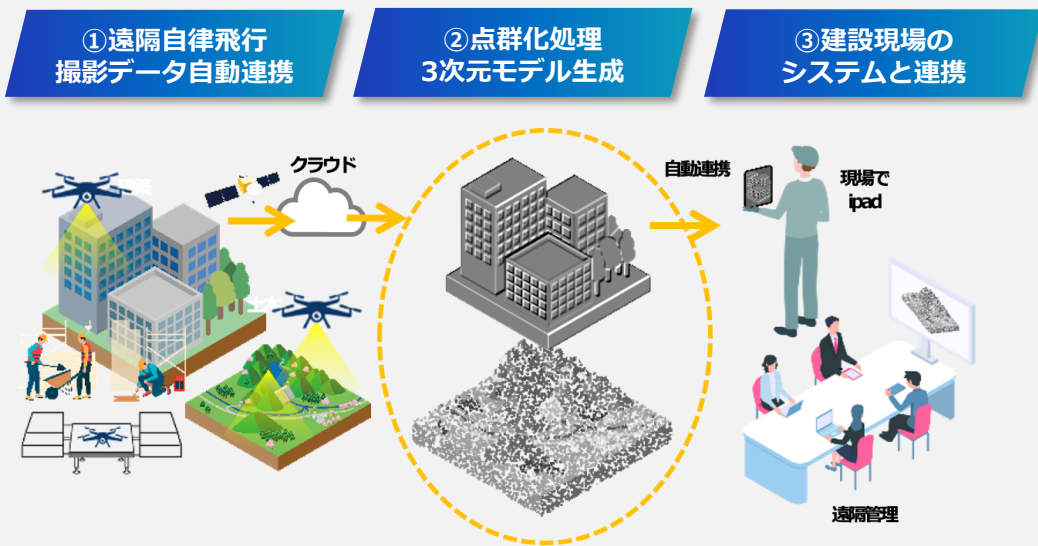 ①遠隔自律飛行
撮影データ自動連携
②点群化処理
3次元モデル生成
③建設現場の
システムと連携
クラウド
自動連携
現場で
ipad
土木
遠隔管理